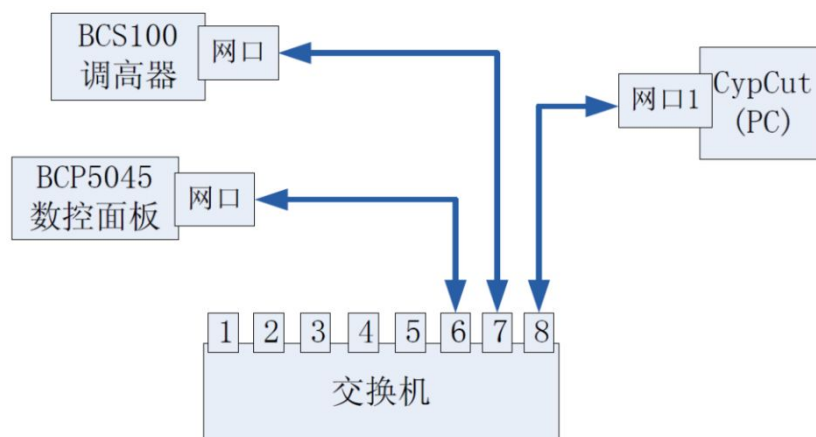 BCS100
调高器
网口
网口1
CypCut
(PC)
BCP5045
数控面板
网口
1 2 3 4 5 6 7 8
交换机